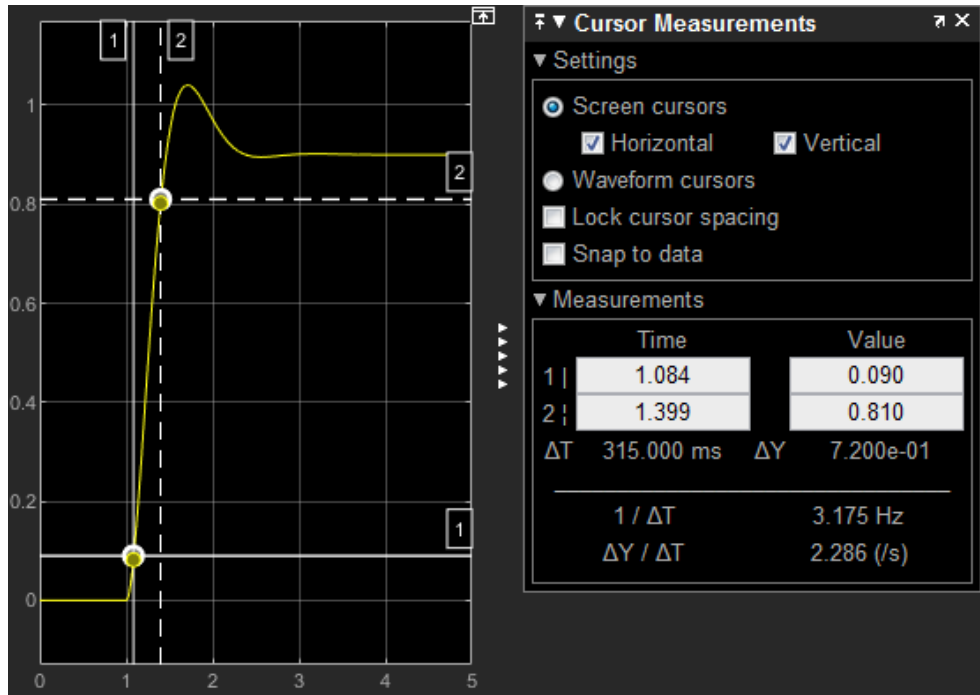 1
2
1
0.8
0.6
0.4
0.2
0
2
1
0 1 2 3 4 5
Cursor Measurements
Settings
Screen cursors
Horizontal Vertical
Waveform cursors
Lock cursor spacing
Snap to data
Measurements
Time Value
1 | 1.084 0.090
2 ¦ 1.399 0.810
ΔT 315.000 ms ΔY 7.200e-01
1 / ΔT 3.175 Hz
ΔY / ΔT 2.286 (/s)